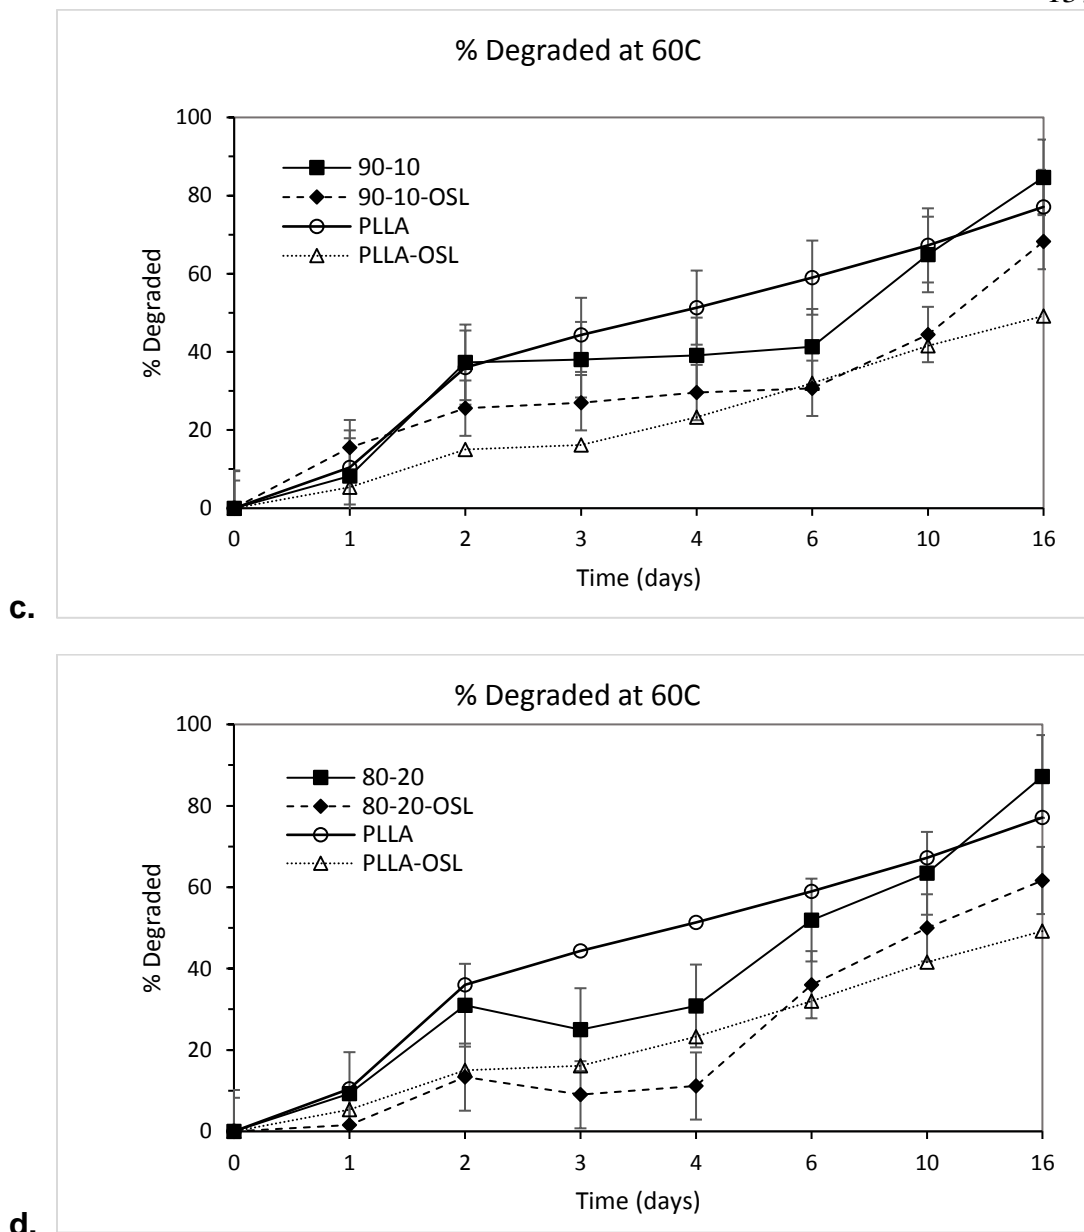 % Degraded at 60C
100
80
60
40
20
0
% Degraded
90-10
90-10-OSL
PLLA
PLLA-OSL
0 1 2 3 4 6 10 16
Time (days)
c.
% Degraded at 60C
100
80
60
40
20
0
% Degraded
80-20
80-20-OSL
PLLA
PLLA-OSL
0 1 2 3 4 6 10 16
Time (days)
d.